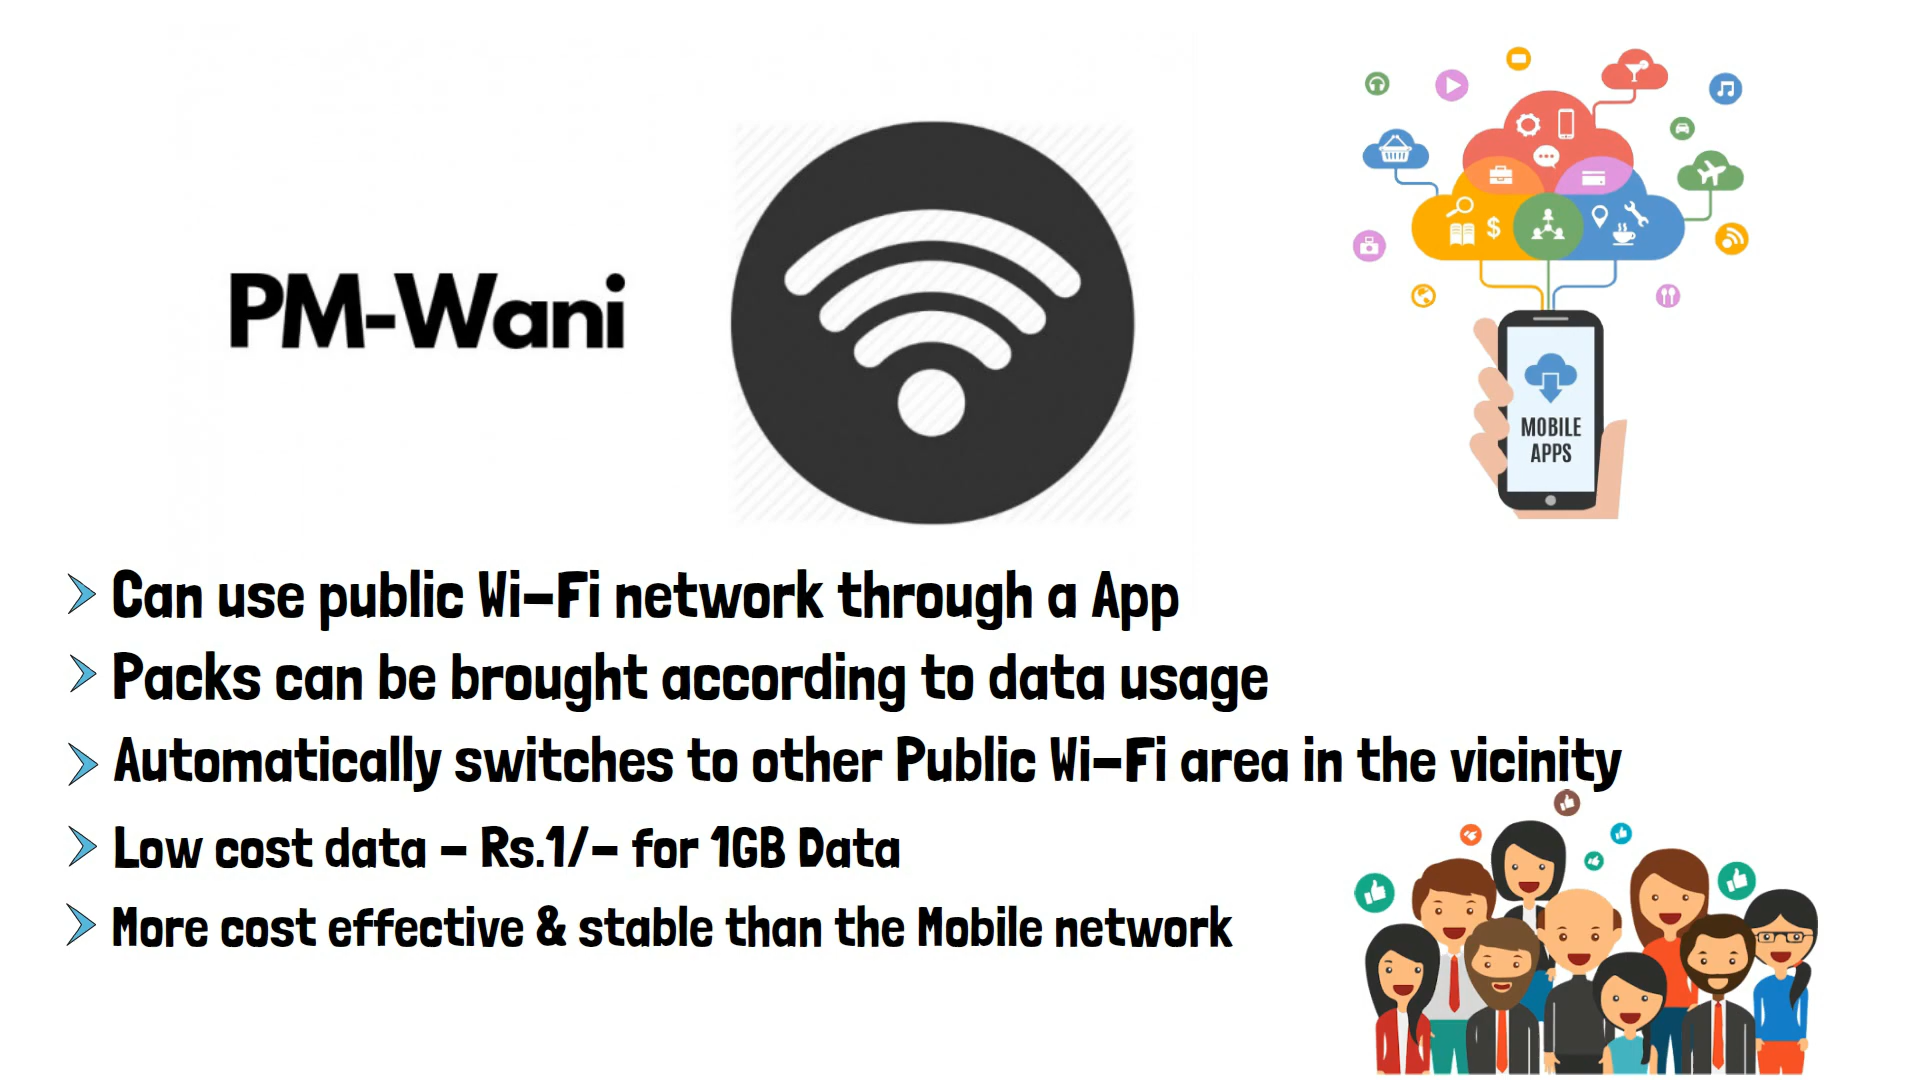 PM-Wani
MOBILE
APPS
Can use public Wi-Fi network through a App
Packs can be brought according to data usage
Automatically switches to other Public Wi-Fi area in the vicinity
Low cost data - Rs.1/- for 1GB Data
More cost effective & stable than the Mobile network